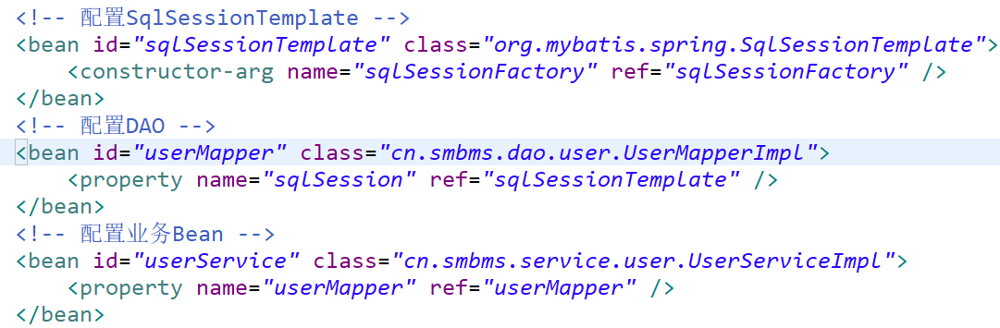 <!-- 配置SqlSessionTemplate -->
<bean id="sqlSessionTemplate" class="org.mybatis.spring.SqlSessionTemplate">
    <constructor-arg name="sqlSessionFactory" ref="sqlSessionFactory" />
</bean>
<!-- 配置DAO -->
<bean id="userMapper" class="cn.smbms.dao.user.UserMapperImpl">
    <property name="sqlSession" ref="sqlSessionTemplate" />
</bean>
<!-- 配置业务Bean -->
<bean id="userService" class="cn.smbms.service.user.UserServiceImpl">
    <property name="userMapper" ref="userMapper" />
</bean>